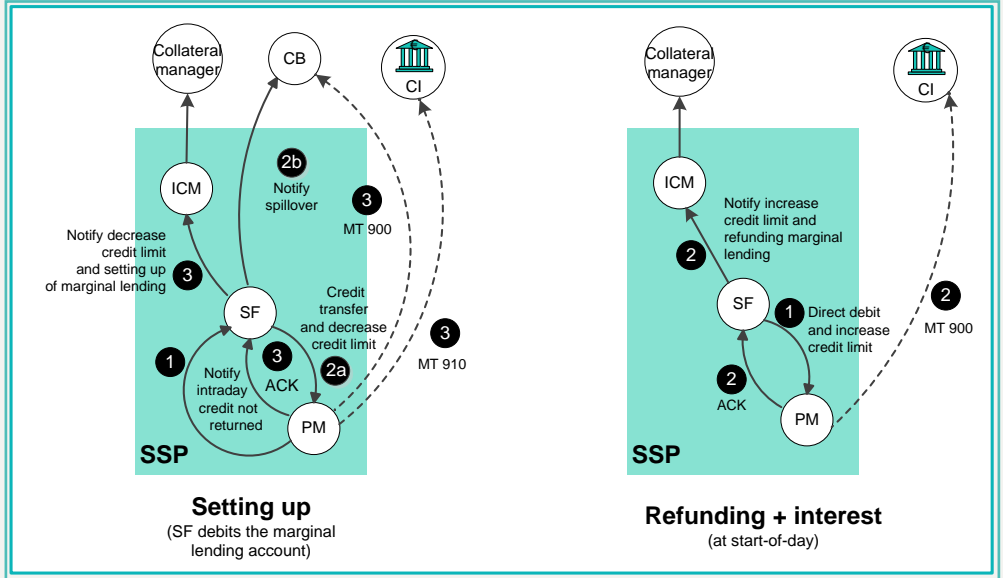 Collateral
manager
CB
CI
ICM
2b
Notify
spillover
3
MT 900
Notify decrease
credit limit
and setting up
of marginal lending
3
SF
Credit
transfer
and decrease
credit limit
1
3
ACK
2a
3
MT 910
Notify
intraday
credit not
returned
PM
SSP
Setting up
(SF debits the marginal
lending account)
Collateral
manager
CI
ICM
Notify increase
credit limit and
refunding marginal
lending
2
SF
1
Direct debit
and increase
credit limit
2
MT 900
2
ACK
PM
SSP
Refunding + interest
(at start-of-day)